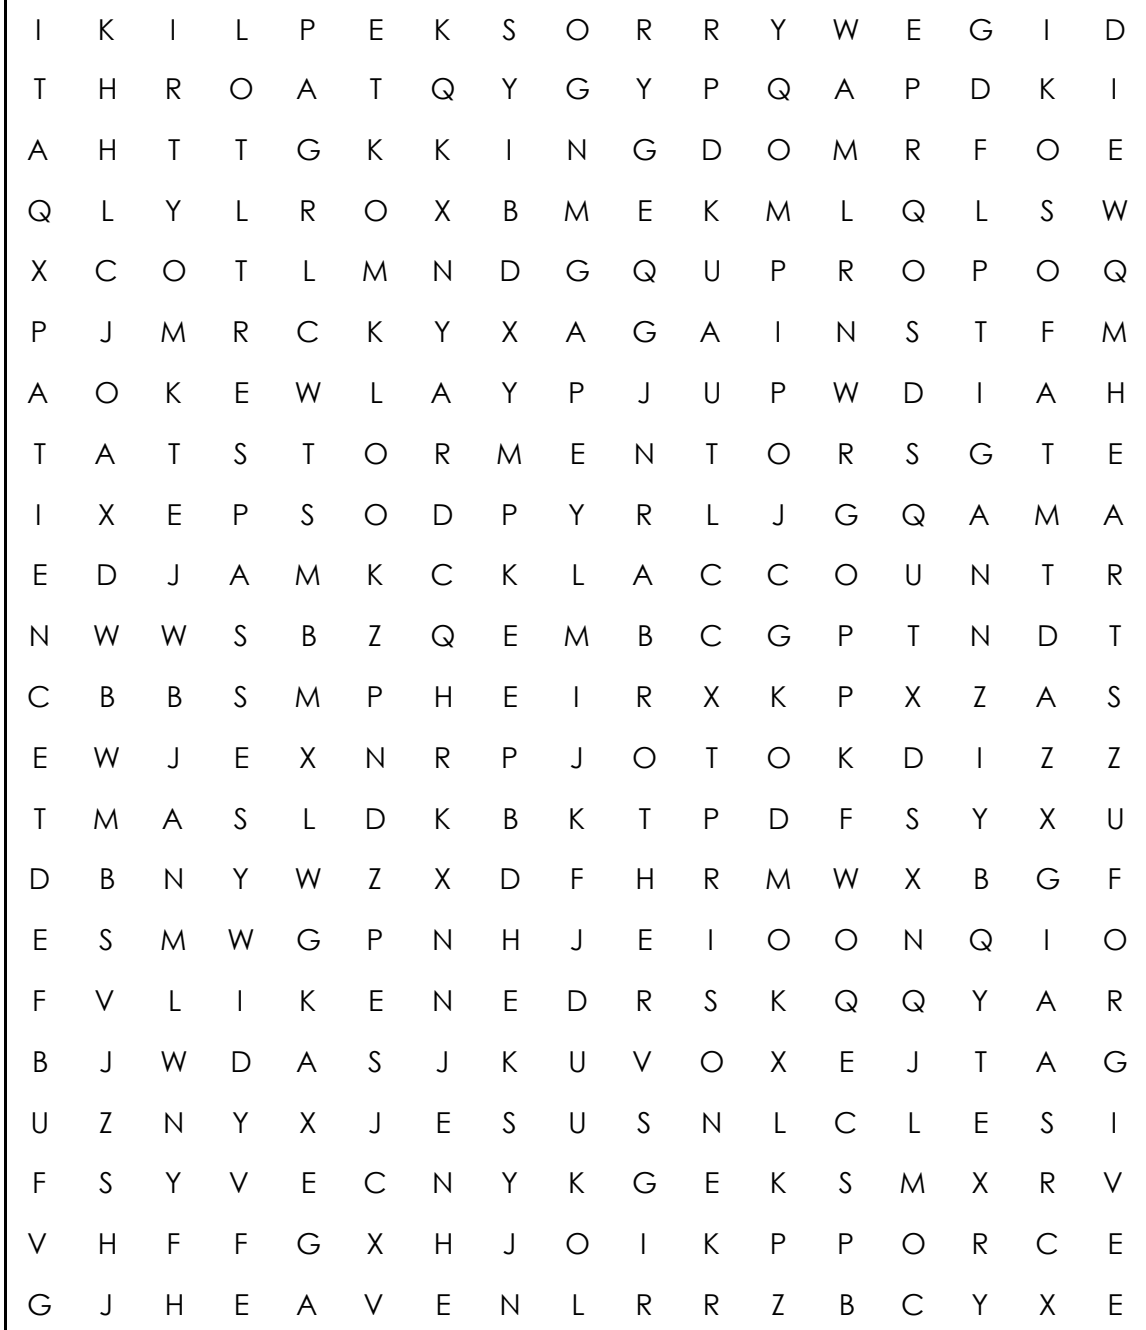 I K I L P E K S O R R Y W E G I D
T H R O A T Q Y G Y P Q A P D K I
A H T T G K K I N G D O M R F O E
Q L Y L R O X B M E K M L Q L S W
X C O T L M N D G Q U P R O P O Q
P J M R C K Y X A G A I N S T F M
A O K E W L A Y P J U P W D I A H
T A T S T O R M E N T O R S G T E
I X E P S O D P Y R L J G Q A M A
E D J A M K C K L A C C O U N T R
N W W S B Z Q E M B C G P T N D T
C B B S M P H E I R X K P X Z A S
E W J E X N R P J O T O K D I Z Z
T M A S L D K B K T P D F S Y X U
D B N Y W Z X D F H R M W X B G F
E S M W G P N H J E I O O N Q I O
F V L I K E N E D R S K Q Q Y A R
B J W D A S J K U V O X E J T A G
U Z N Y X J E S U S N L C L E S I
F S Y V E C N Y K G E K S M X R V
V H F F G X H J O I K P P O R C E
G J H E A V E N L R R Z B C Y X E